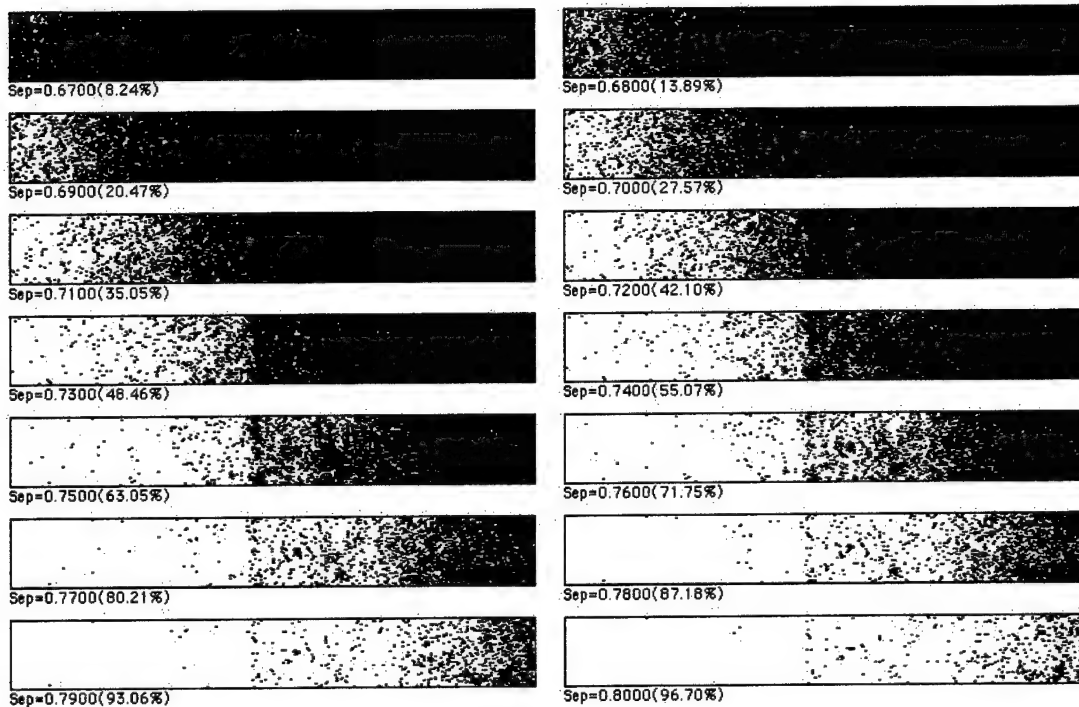 Sep=0.6700(8.24%)
Sep=0.6800(13.89%)
Sep=0.6900(20.47%)
Sep=0.7000(27.57%)
Sep=0.7100(35.05%)
Sep=0.7200(42.10%)
Sep=0.7300(48.46%)
Sep=0.7400(55.07%)
Sep=0.7500(63.05%)
Sep=0.7600(71.75%)
Sep=0.7700(80.21%)
Sep=0.7800(87.18%)
Sep=0.7900(93.06%)
Sep=0.8000(96.70%)